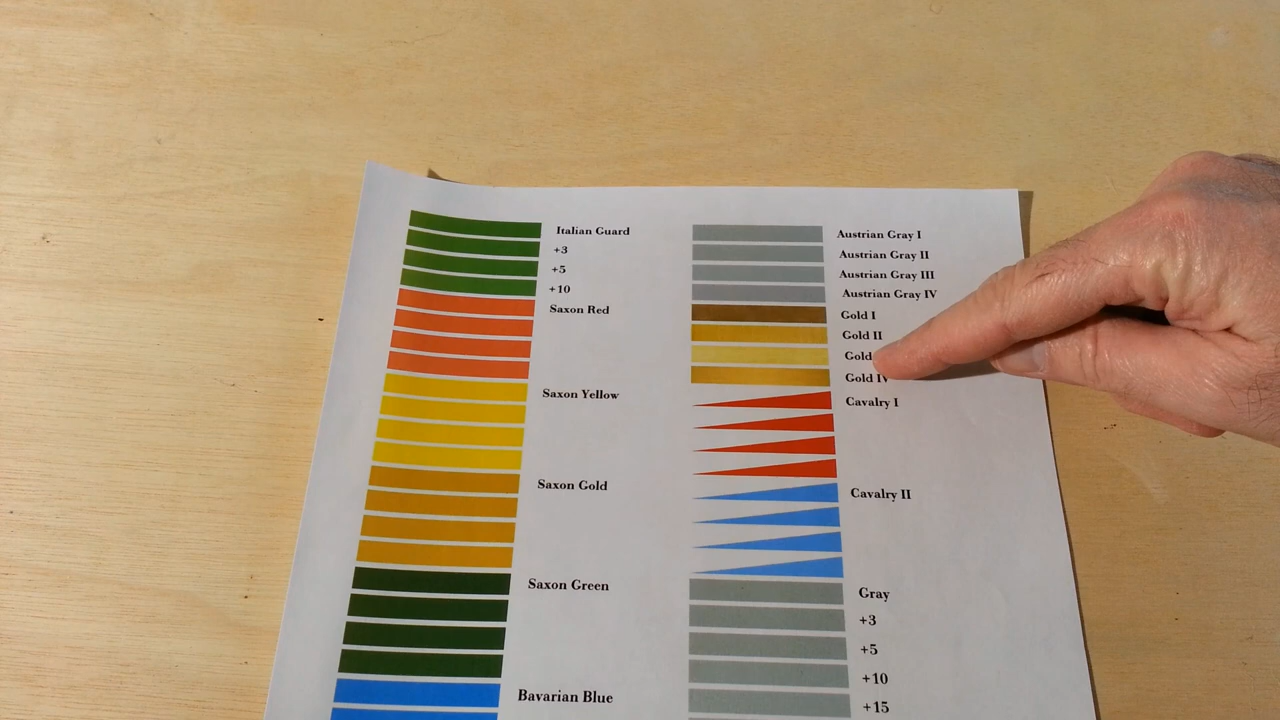 Italian Guard
+3
+5
+10
Saxon Red
Saxon Yellow
Saxon Gold
Saxon Green
Bavarian Blue
Austrian Gray I
Austrian Gray II
Austrian Gray III
Austrian Gray IV
Gold I
Gold II
Gold
Gold IV
Cavalry I
Cavalry II
Gray
+3
+5
+10
+15